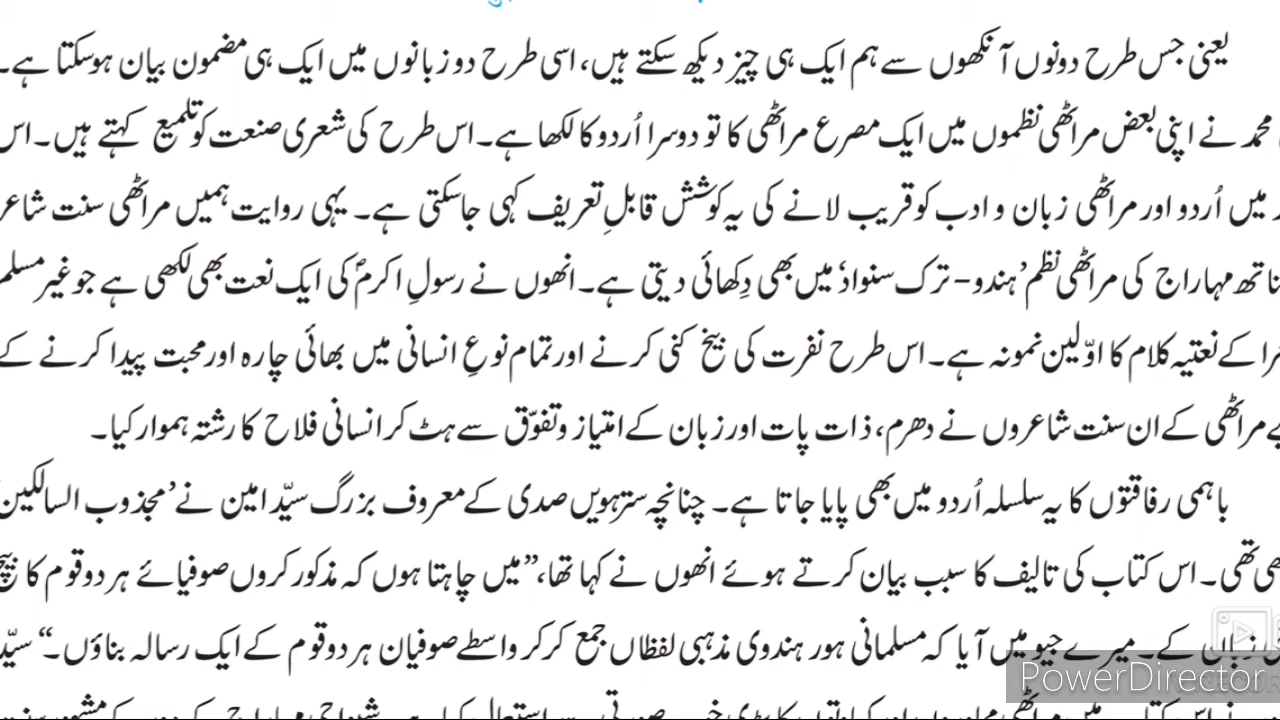 یعنی جس طرح دونوں آنکھوں سے ہم ایک ہی چیز دیکھ سکتے ہیں، اسی طرح دو زبانوں میں ایک ہی مضمون بیان ہوسکتا ہے۔
محمد نے اپنی بعض مراٹھی نظموں میں ایک مصرع مراٹھی کا تو دوسرا اُردو کا لکھا ہے۔ اس طرح کی شعری صنعت کو تلمیع کہتے ہیں۔ اس
میں اُردو اور مراٹھی زبان و ادب کو قریب لانے کی یہ کوشش قابلِ تعریف کہی جاسکتی ہے۔ یہی روایت ہمیں مراٹھی سنت شاعر
ناتھ مہاراج کی مراٹھی نظم ’ہندو - ترک سنواد‘ میں بھی دِکھائی دیتی ہے۔ انھوں نے رسولِ اکرمؐ کی ایک نعت بھی لکھی ہے جو غیر مسلم
را کے نعتیہ کلام کا اوّلین نمونہ ہے۔ اس طرح نفرت کی بیخ کنی کرنے اور تمام نوعِ انسانی میں بھائی چارہ اور محبت پیدا کرنے کے
مراٹھی کے ان سنت شاعروں نے دھرم، ذات پات اور زبان کے امتیاز و تفوّق سے ہٹ کر انسانی فلاح کا رشتہ ہموار کیا۔
باہمی رفاقتوں کا یہ سلسلہ اُردو میں بھی پایا جاتا ہے۔ چنانچہ سترہویں صدی کے معروف بزرگ سیّد امین نے ’مجذوب السالکین
ھی تھی۔ اس کتاب کی تالیف کا سبب بیان کرتے ہوئے انھوں نے کہا تھا، ”میں چاہتا ہوں کہ مذکور کروں صوفیائے ہر دو قوم کا بیچ
زباں کے۔ میرے جیو میں آیا کہ مسلمانی ہور ہندوی مذہبی لفظاں جمع کرکر واسطے صوفیان ہر دو قوم کے ایک رسالہ بناؤں۔“ سیّد
PowerDirector